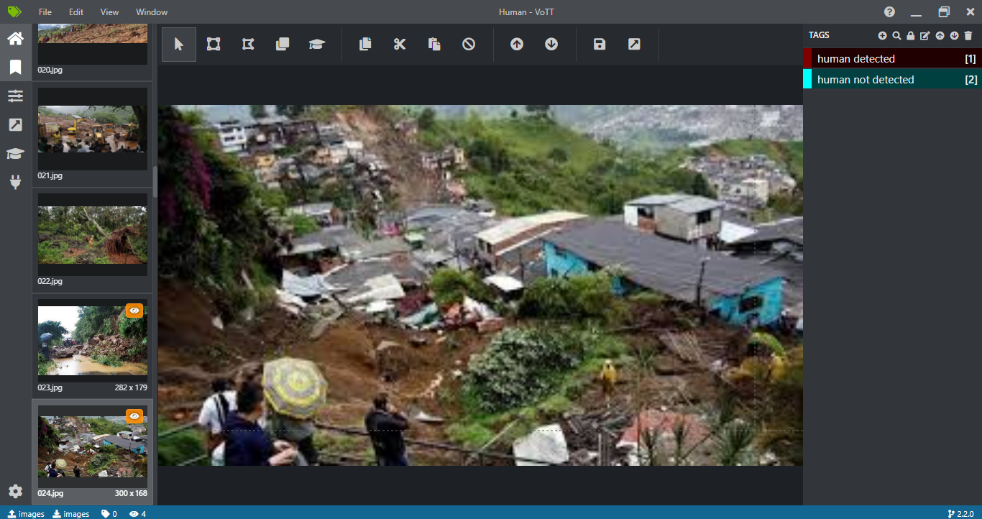 File Edit View Window Human - VoTT
020.jpg
021.jpg
022.jpg
023.jpg 282 x 179
024.jpg 300 x 168
TAGS
human detected [1]
human not detected [2]
images images 0 4 2.2.0